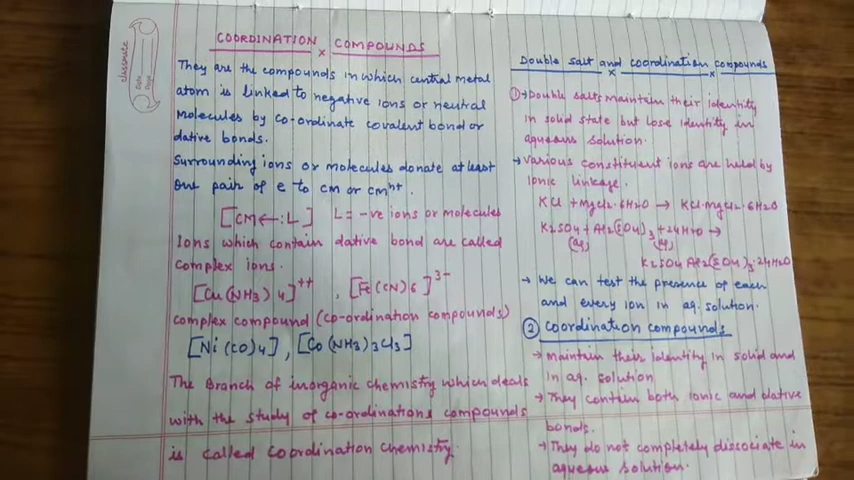 classmate
Date
Page
COORDINATION x COMPOUNDS
They are the compounds in which central metal
atom is linked to negative ions or neutral
Molecules by co-ordinate covalent bond or
dative bonds.
Surrounding ions or molecules donate at least
one pair of e to CM or CMⁿ⁺.
[CM←:L] L = -ve ions or molecules
Ions which contain dative bond are called
complex ions.
[Cu(NH3)4]⁺⁺ , [Fe(CN)6]³⁻
complex compound (co-ordination compounds)
[Ni(CO)4] , [Co(NH3)3Cl3]
The Branch of inorganic chemistry which deals
with the study of co-ordinations compounds
is called coordination chemistry.
Double salt and coordination compounds
① → Double salts maintain their identity
in solid state but lose identity in
aqueous solution.
→ various constituent ions are held by
ionic linkage.
KCl + MgCl2·6H2O → KCl·MgCl2·6H2O
K2SO4 + Al2(SO4)3 + 24H2O →
(aq) (aq)
K2SO4 Al2(SO4)3·24H2O
→ We can test the presence of each
and every ion in aq. solution.
② coordination compounds
→ maintain their identity in solid and
in aq. solution
→ They contain both ionic and dative
bonds.
→ They do not completely dissociate in
aqueous solution.